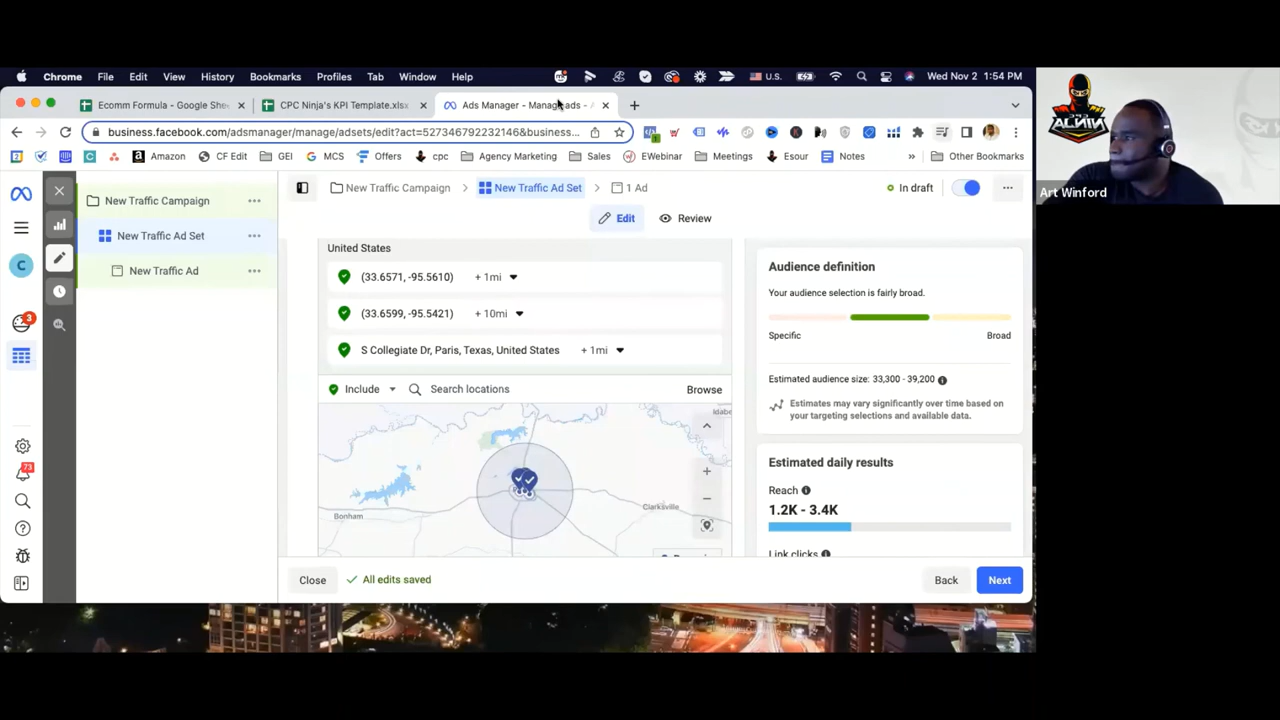 Chrome File Edit View History Bookmarks Profiles Tab Window Help U.S. Wed Nov 2 1:54 PM
Ecomm Formula - Google She
CPC Ninja's KPI Template.xlsx
Ads Manager - Manage ads - A
business.facebook.com/adsmanager/manage/adsets/edit?act=527346792232146&business...
Amazon CF Edit GEI MCS Offers cpc Agency Marketing Sales EWebinar Meetings Esour Notes » Other Bookmarks
NINJA
Art Winford
New Traffic Campaign
New Traffic Ad Set
New Traffic Ad
C
3
73
New Traffic Campaign > New Traffic Ad Set > 1 Ad
In draft
Edit
Review
United States
(33.6571, -95.5610) + 1mi
(33.6599, -95.5421) + 10mi
S Collegiate Dr, Paris, Texas, United States + 1mi
Include
Search locations
Browse
Idabe
Bonham
Clarksville
Audience definition
Your audience selection is fairly broad.
Specific
Broad
Estimated audience size: 33,300 - 39,200
Estimates may vary significantly over time based on
your targeting selections and available data.
Estimated daily results
Reach
1.2K - 3.4K
Link clicks
Close
All edits saved
Back
Next